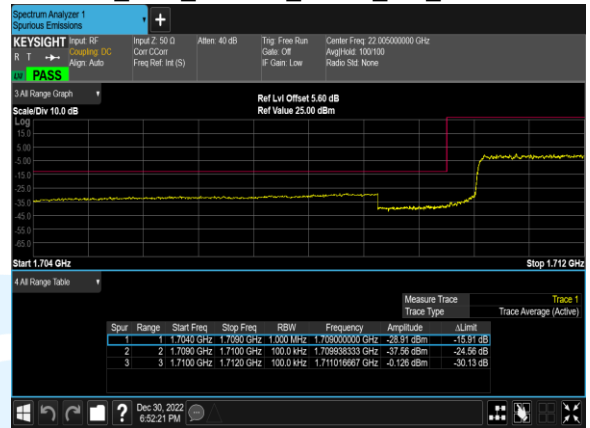 Spectrum Analyzer 1
Spurious Emissions
KEYSIGHT Input: RF Input Z: 50 Ω Atten: 40 dB Trig: Free Run Center Freq: 22.005000000 GHz
R T Coupling: DC Corr CCorr Gate: Off Avg|Hold: 100/100
Align: Auto Freq Ref: Int (S) IF Gain: Low Radio Std: None
PASS
3 All Range Graph
Ref Lvl Offset 5.60 dB
Scale/Div 10.0 dB Ref Value 25.00 dBm
Log
15.0
5.00
-5.00
-15.0
-25.0
-35.0
-45.0
-55.0
-65.0
Start 1.704 GHz Stop 1.712 GHz
4 All Range Table
Measure Trace Trace 1
Trace Type Trace Average (Active)
Spur Range Start Freq Stop Freq RBW Frequency Amplitude ΔLimit
1 1 1.7040 GHz 1.7090 GHz 1.000 MHz 1.709000000 GHz -28.91 dBm -15.91 dB
2 2 1.7090 GHz 1.7100 GHz 100.0 kHz 1.709938333 GHz -37.56 dBm -24.56 dB
3 3 1.7100 GHz 1.7120 GHz 100.0 kHz 1.711016667 GHz -0.126 dBm -30.13 dB
Dec 30, 2022
6:52:21 PM